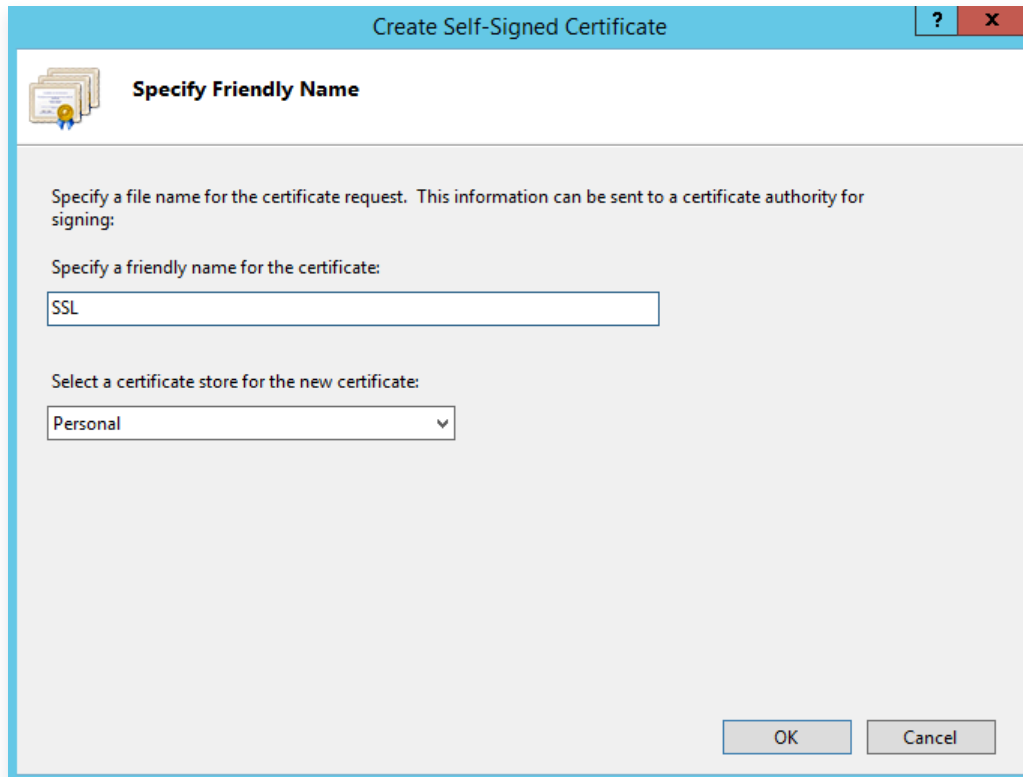 Create Self-Signed Certificate
? x
Specify Friendly Name
Specify a file name for the certificate request.  This information can be sent to a certificate authority for
signing:
Specify a friendly name for the certificate:
SSL
Select a certificate store for the new certificate:
Personal
OK Cancel